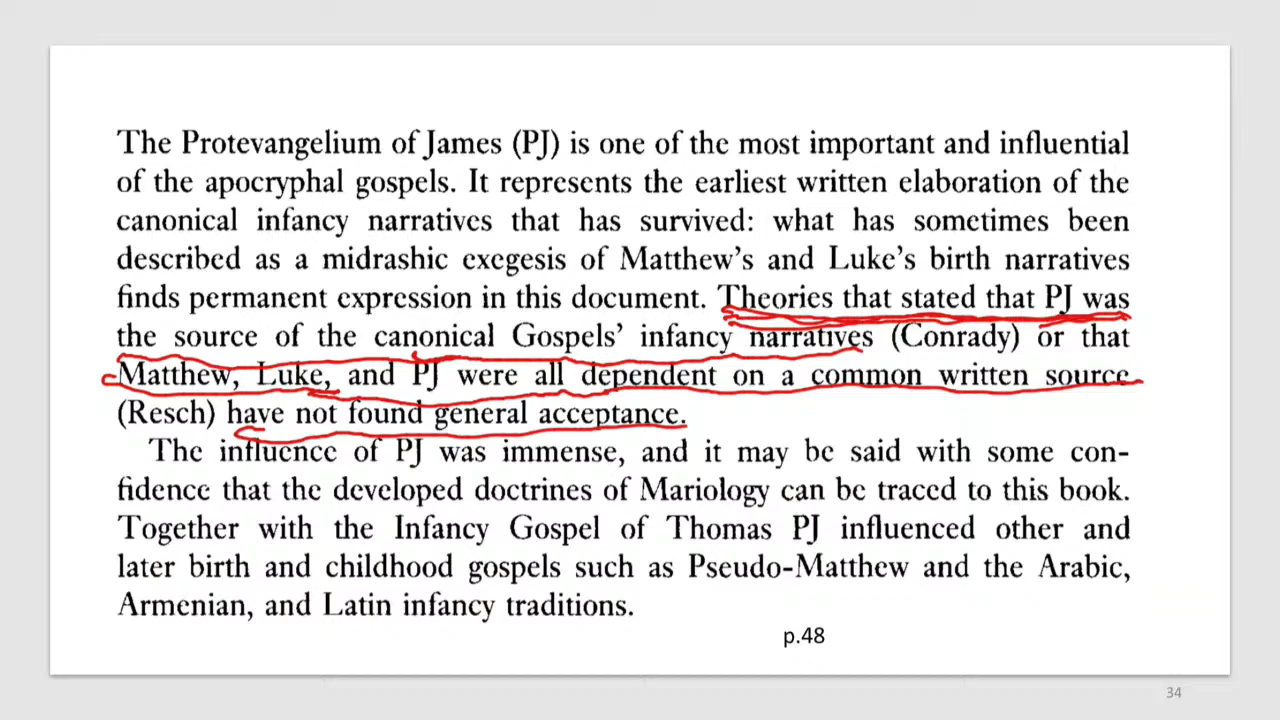 The Protevangelium of James (PJ) is one of the most important and influential
of the apocryphal gospels. It represents the earliest written elaboration of the
canonical infancy narratives that has survived: what has sometimes been
described as a midrashic exegesis of Matthew's and Luke's birth narratives
finds permanent expression in this document. Theories that stated that PJ was
the source of the canonical Gospels' infancy narratives (Conrady) or that
Matthew, Luke, and PJ were all dependent on a common written source
(Resch) have not found general acceptance.
The influence of PJ was immense, and it may be said with some con-
fidence that the developed doctrines of Mariology can be traced to this book.
Together with the Infancy Gospel of Thomas PJ influenced other and
later birth and childhood gospels such as Pseudo-Matthew and the Arabic,
Armenian, and Latin infancy traditions.
p.48
34